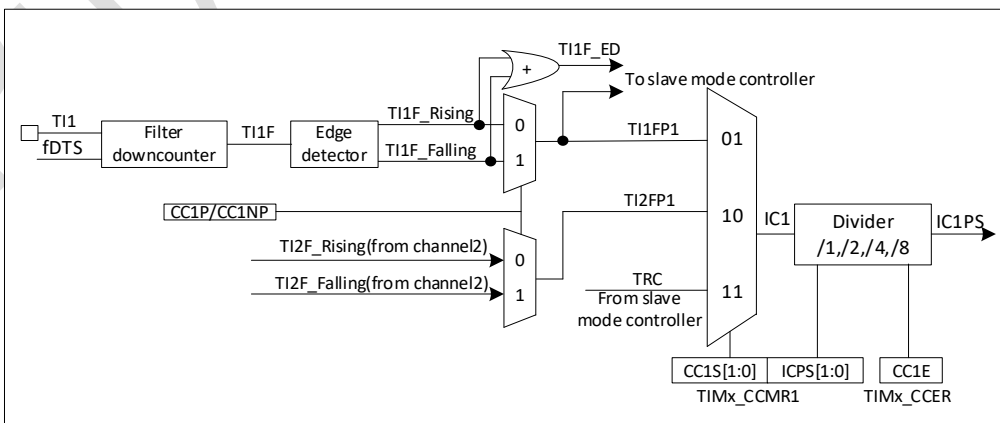 TI1F_ED
+
To slave mode controller
TI1
fDTS
Filter
downcounter
TI1F
Edge
detector
TI1F_Rising
TI1F_Falling
0
1
TI1FP1
01
CC1P/CC1NP
TI2FP1
10
TI2F_Rising(from channel2)
TI2F_Falling(from channel2)
0
1
TRC
From slave
mode controller
11
IC1
Divider
/1,/2,/4,/8
IC1PS
CC1S[1:0]
ICPS[1:0]
CC1E
TIMx_CCMR1
TIMx_CCER